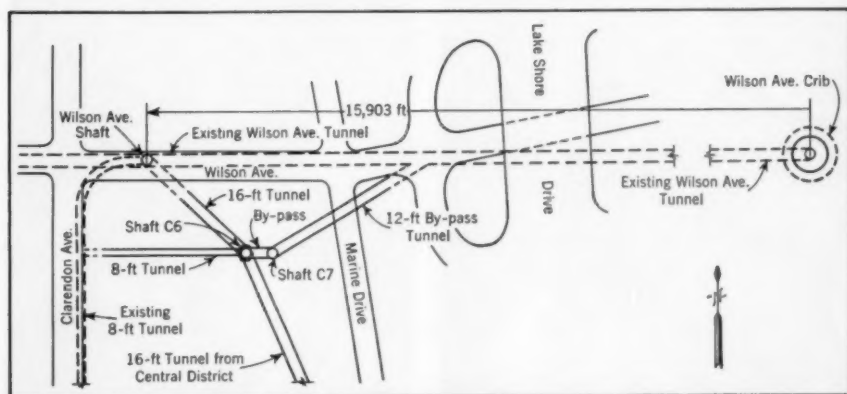 Lake Shore
Drive
Wilson Ave. Crib
Wilson Ave.
Shaft
15,903 ft
Existing Wilson Ave. Tunnel
Wilson Ave.
Existing Wilson Ave.
Tunnel
16-ft Tunnel
By-pass
12-ft By-pass
Tunnel
Shaft C6
8-ft Tunnel
Shaft C7
Clarendon Ave.
Marine Drive
Existing
8-ft Tunnel
16-ft Tunnel from
Central District